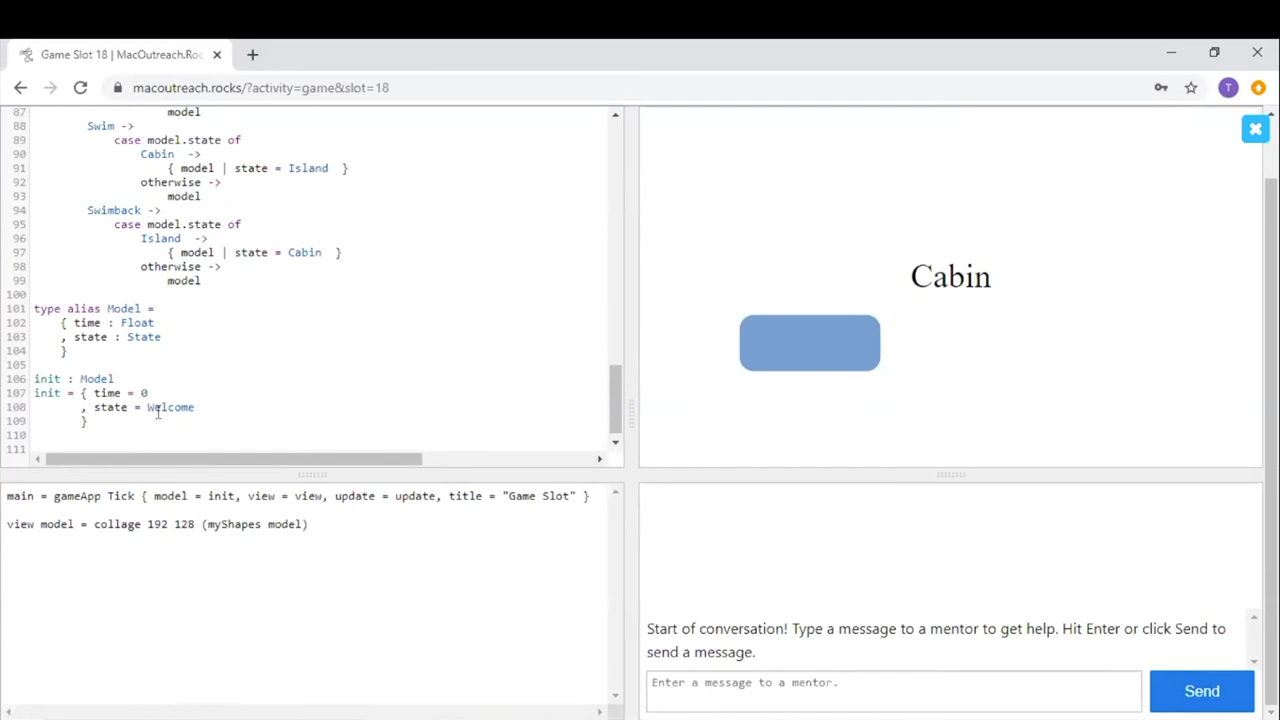 Game Slot 18 | MacOutreach.Roc
macoutreach.rocks/?activity=game&slot=18
T
87 model
88 Swim ->
89 case model.state of
90 Cabin ->
91 { model | state = Island }
92 otherwise ->
93 model
94 Swimback ->
95 case model.state of
96 Island ->
97 { model | state = Cabin }
98 otherwise ->
99 model
100
101 type alias Model =
102 { time : Float
103 , state : State
104 }
105
106 init : Model
107 init = { time = 0
108 , state = Welcome
109 }
110
111
Cabin
main = gameApp Tick { model = init, view = view, update = update, title = "Game Slot" }
view model = collage 192 128 (myShapes model)
Start of conversation! Type a message to a mentor to get help. Hit Enter or click Send to
send a message.
Enter a message to a mentor.
Send